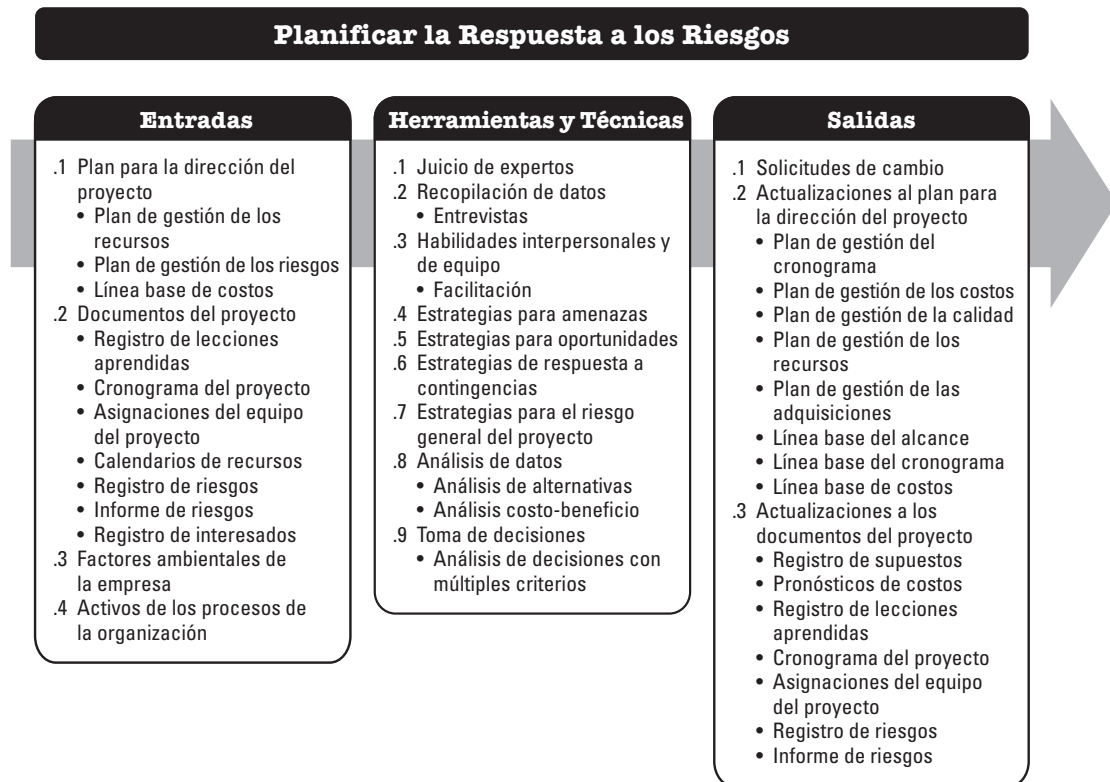 Planificar la Respuesta a los Riesgos
Entradas
.1 Plan para la dirección del
proyecto
• Plan de gestión de los
recursos
• Plan de gestión de los riesgos
• Línea base de costos
.2 Documentos del proyecto
• Registro de lecciones
aprendidas
• Cronograma del proyecto
• Asignaciones del equipo
del proyecto
• Calendarios de recursos
• Registro de riesgos
• Informe de riesgos
• Registro de interesados
.3 Factores ambientales de
la empresa
.4 Activos de los procesos de
la organización
Herramientas y Técnicas
.1 Juicio de expertos
.2 Recopilación de datos
• Entrevistas
.3 Habilidades interpersonales y
de equipo
• Facilitación
.4 Estrategias para amenazas
.5 Estrategias para oportunidades
.6 Estrategias de respuesta a
contingencias
.7 Estrategias para el riesgo
general del proyecto
.8 Análisis de datos
• Análisis de alternativas
• Análisis costo-beneficio
.9 Toma de decisiones
• Análisis de decisiones con
múltiples criterios
Salidas
.1 Solicitudes de cambio
.2 Actualizaciones al plan para
la dirección del proyecto
• Plan de gestión del
cronograma
• Plan de gestión de los costos
• Plan de gestión de la calidad
• Plan de gestión de los
recursos
• Plan de gestión de las
adquisiciones
• Línea base del alcance
• Línea base del cronograma
• Línea base de costos
.3 Actualizaciones a los
documentos del proyecto
• Registro de supuestos
• Pronósticos de costos
• Registro de lecciones
aprendidas
• Cronograma del proyecto
• Asignaciones del equipo
del proyecto
• Registro de riesgos
• Informe de riesgos